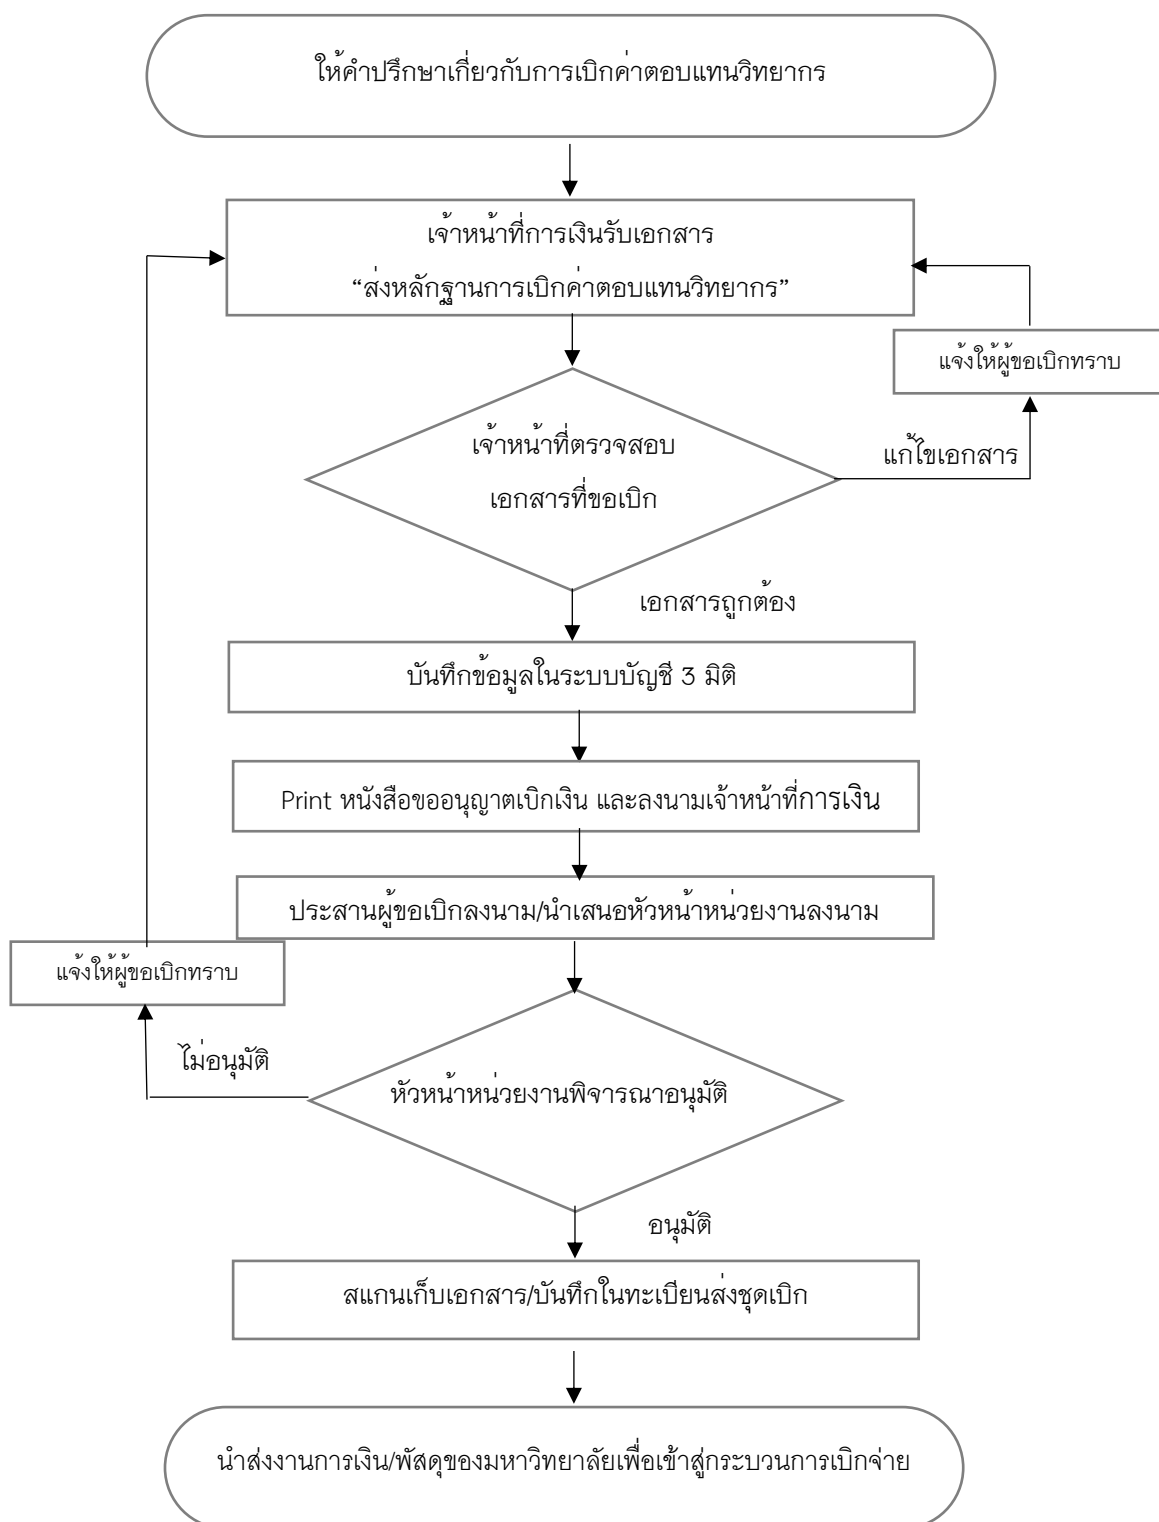 ให้คำปรึกษาเกี่ยวกับการเบิกค่าตอบแทนวิทยากร
เจ้าหน้าที่การเงินรับเอกสาร
“ส่งหลักฐานการเบิกค่าตอบแทนวิทยากร”
แจ้งให้ผู้ขอเบิกทราบ
เจ้าหน้าที่ตรวจสอบ
เอกสารที่ขอเบิก
แก้ไขเอกสาร
เอกสารถูกต้อง
บันทึกข้อมูลในระบบบัญชี 3 มิติ
Print หนังสือขออนุญาตเบิกเงิน และลงนามเจ้าหน้าที่การเงิน
ประสานผู้ขอเบิกลงนาม/นำเสนอหัวหน้าหน่วยงานลงนาม
แจ้งให้ผู้ขอเบิกทราบ
ไม่อนุมัติ
หัวหน้าหน่วยงานพิจารณาอนุมัติ
อนุมัติ
สแกนเก็บเอกสาร/บันทึกในทะเบียนส่งชุดเบิก
นำส่งงานการเงิน/พัสดุของมหาวิทยาลัยเพื่อเข้าสู่กระบวนการเบิกจ่าย